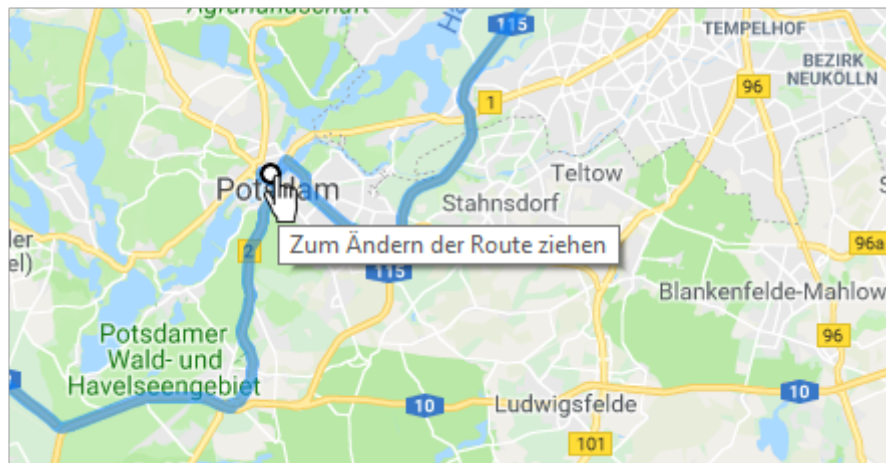 Agrarlandschaft
115
TEMPELHOF
BEZIRK
NEUKÖLLN
96
1
Teltow
Potsdam
Stahnsdorf
Zum Ändern der Route ziehen
2
96a
115
Blankenfelde-Mahlow
Potsdamer
Wald- und
Havelseengebiet
96
10
10
Ludwigsfelde
101